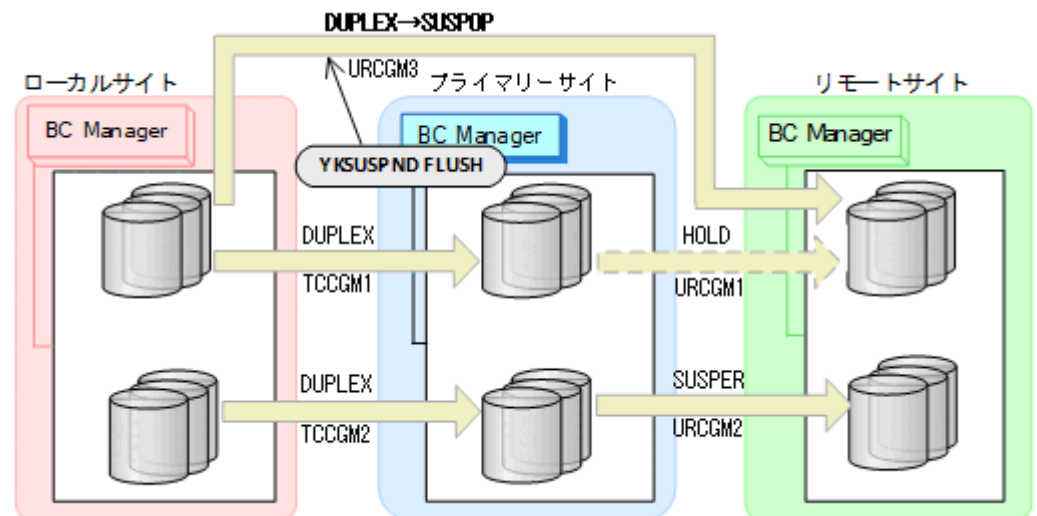 DUPLEX→SUSPOP
URCGM3
ローカルサイト
プライマリーサイト
リモートサイト
BC Manager
BC Manager
BC Manager
YKSUSPND FLUSH
DUPLEX
TCCGM1
HOLD
URCGM1
DUPLEX
TCCGM2
SUSPER
URCGM2